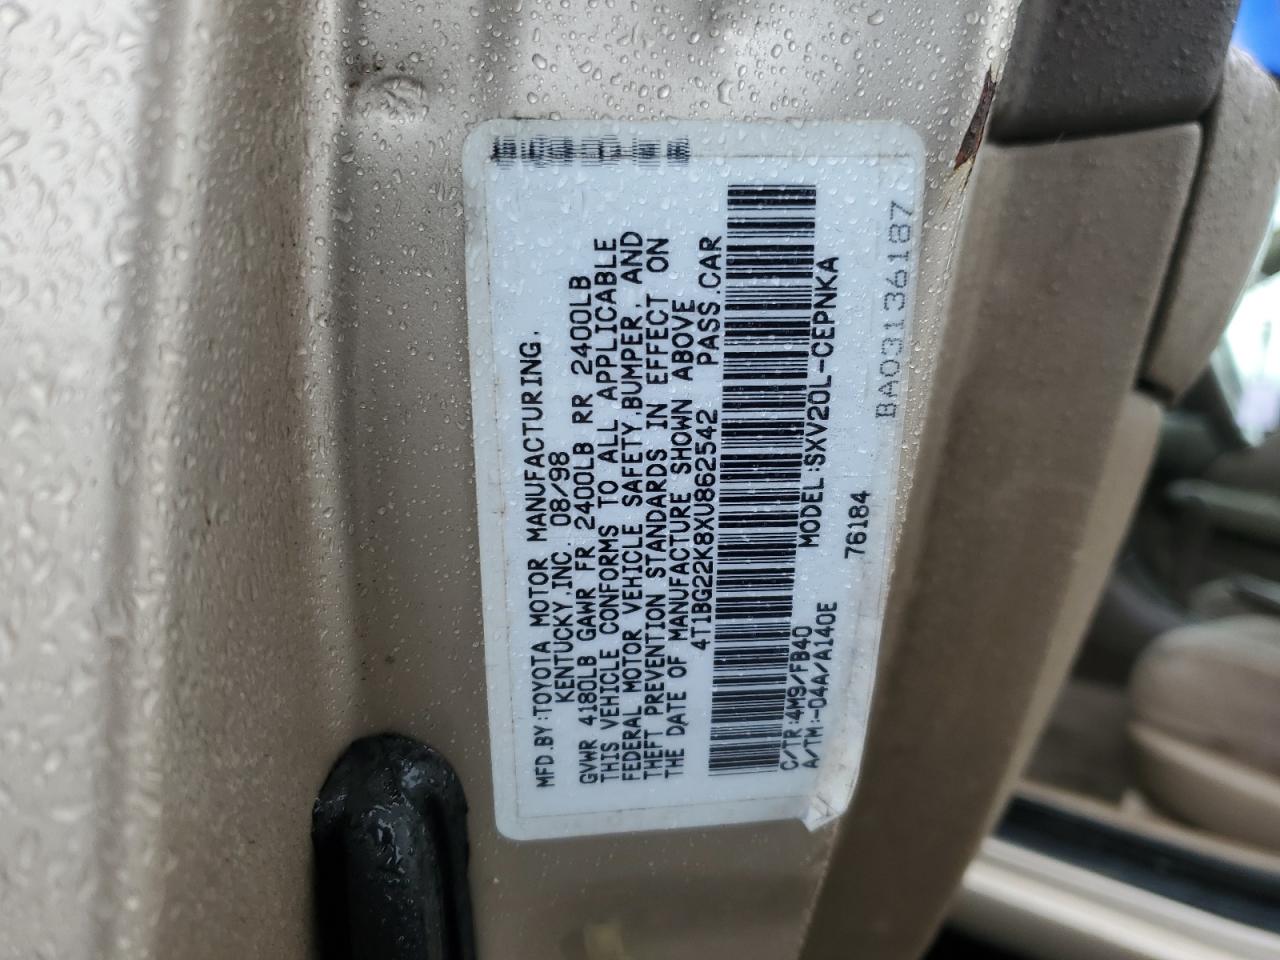 MFD.BY:TOYOTA MOTOR MANUFACTURING.
KENTUCKY,INC. 08/98
GVWR 4180LB GAWR FR 2400LB RR 2400LB
THIS VEHICLE CONFORMS TO ALL APPLICABLE
FEDERAL MOTOR VEHICLE SAFETY,BUMPER, AND
THEFT PREVENTION STANDARDS IN EFFECT ON
THE DATE OF MANUFACTURE SHOWN ABOVE
4T1BG22K8XU862542 PASS.CAR
C/TR:4M9/FB40 MODEL:SXV20L-CEPNKA
A/TM:-04A/A140E 76184
BA03136187